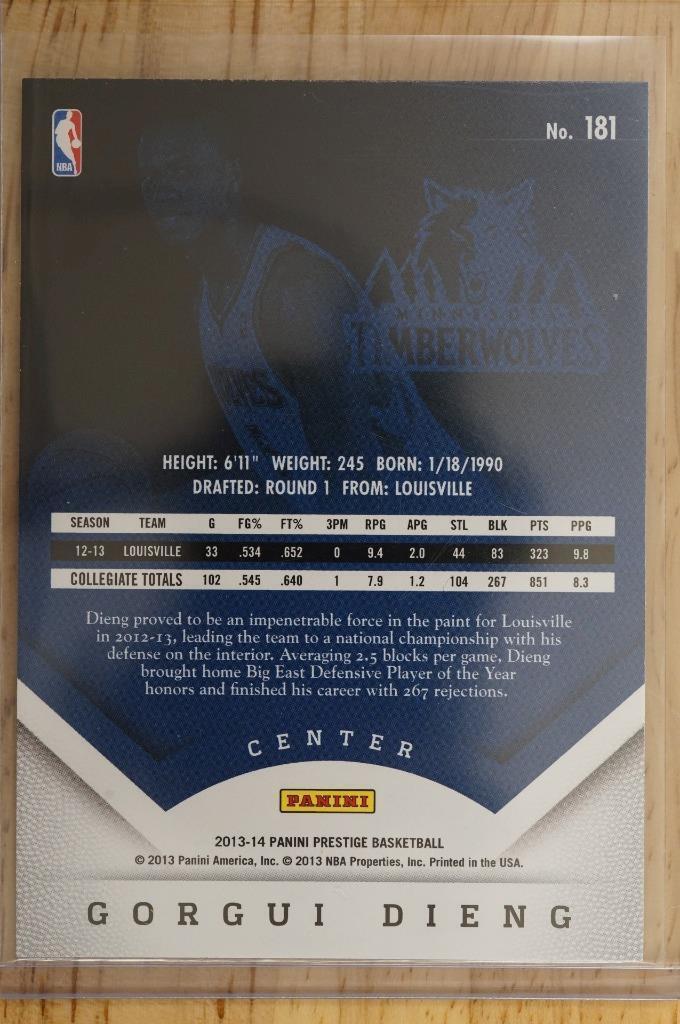 No. 181
NBA
MINNESOTA
TIMBERWOLVES
HEIGHT: 6'11" WEIGHT: 245 BORN: 1/18/1990
DRAFTED: ROUND 1 FROM: LOUISVILLE
SEASON TEAM G FG% FT% 3PM RPG APG STL BLK PTS PPG
12-13 LOUISVILLE 33 .534 .652 0 9.4 2.0 44 83 323 9.8
COLLEGIATE TOTALS 102 .545 .640 1 7.9 1.2 104 267 851 8.3
Dieng proved to be an impenetrable force in the paint for Louisville
in 2012-13, leading the team to a national championship with his
defense on the interior. Averaging 2.5 blocks per game, Dieng
brought home Big East Defensive Player of the Year
honors and finished his career with 267 rejections.
CENTER
PANINI
2013-14 PANINI PRESTIGE BASKETBALL
© 2013 Panini America, Inc. © 2013 NBA Properties, Inc. Printed in the USA.
GORGUI DIENG